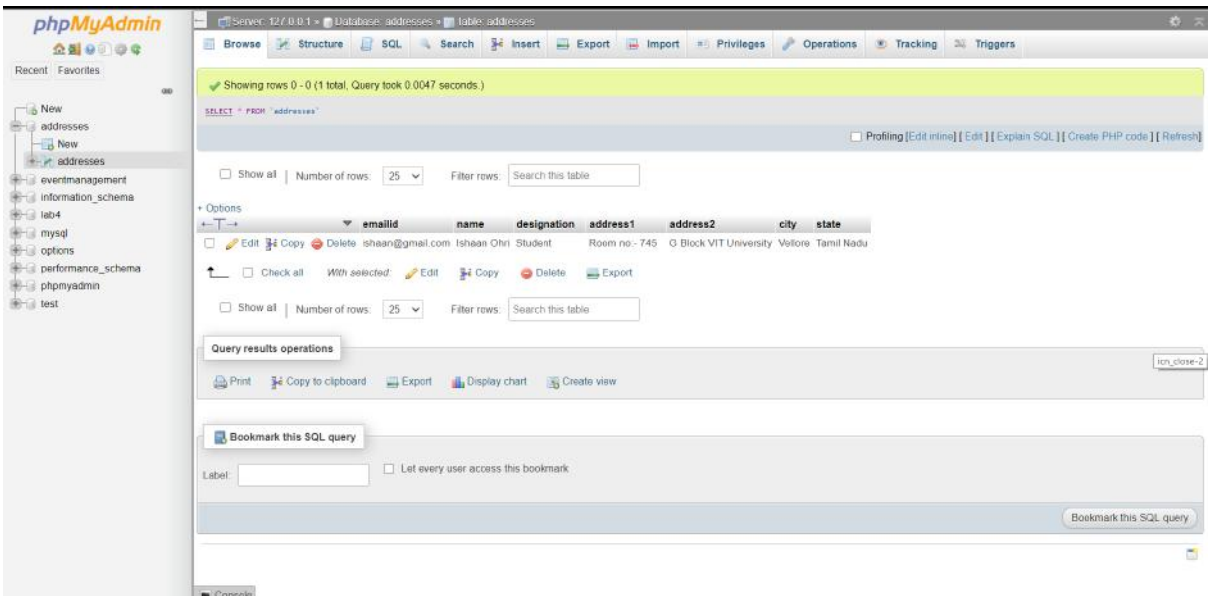 phpMyAdmin
Recent Favorites
New
addresses
New
addresses
eventmanagement
information_schema
lab4
mysql
options
performance_schema
phpmyadmin
test
Server: 127.0.0.1 » Database: addresses » Table: addresses
Browse Structure SQL Search Insert Export Import Privileges Operations Tracking Triggers
Showing rows 0 - 0 (1 total, Query took 0.0047 seconds.)
SELECT * FROM `addresses`
Profiling [Edit inline] [ Edit ] [ Explain SQL ] [ Create PHP code ] [ Refresh]
Show all | Number of rows: 25 Filter rows: Search this table
+ Options
←T→ ▼ emailid name designation address1 address2 city state
Edit Copy Delete ishaan@gmail.com Ishaan Ohri Student Room no:- 745 G Block VIT University Vellore Tamil Nadu
Check all With selected: Edit Copy Delete Export
Show all | Number of rows: 25 Filter rows: Search this table
Query results operations
Print Copy to clipboard Export Display chart Create view
icn_close-2
Bookmark this SQL query
Label: Let every user access this bookmark
Bookmark this SQL query
Console